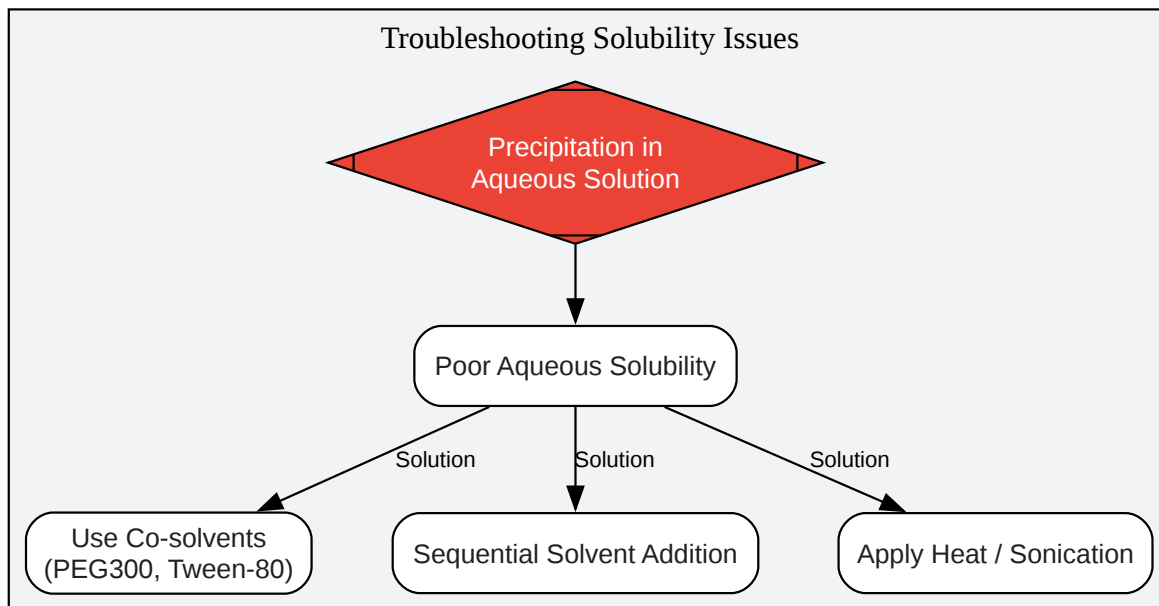 Troubleshooting Solubility Issues
Precipitation in
Aqueous Solution
Poor Aqueous Solubility
Solution
Solution
Solution
Use Co-solvents
(PEG300, Tween-80)
Sequential Solvent Addition
Apply Heat / Sonication